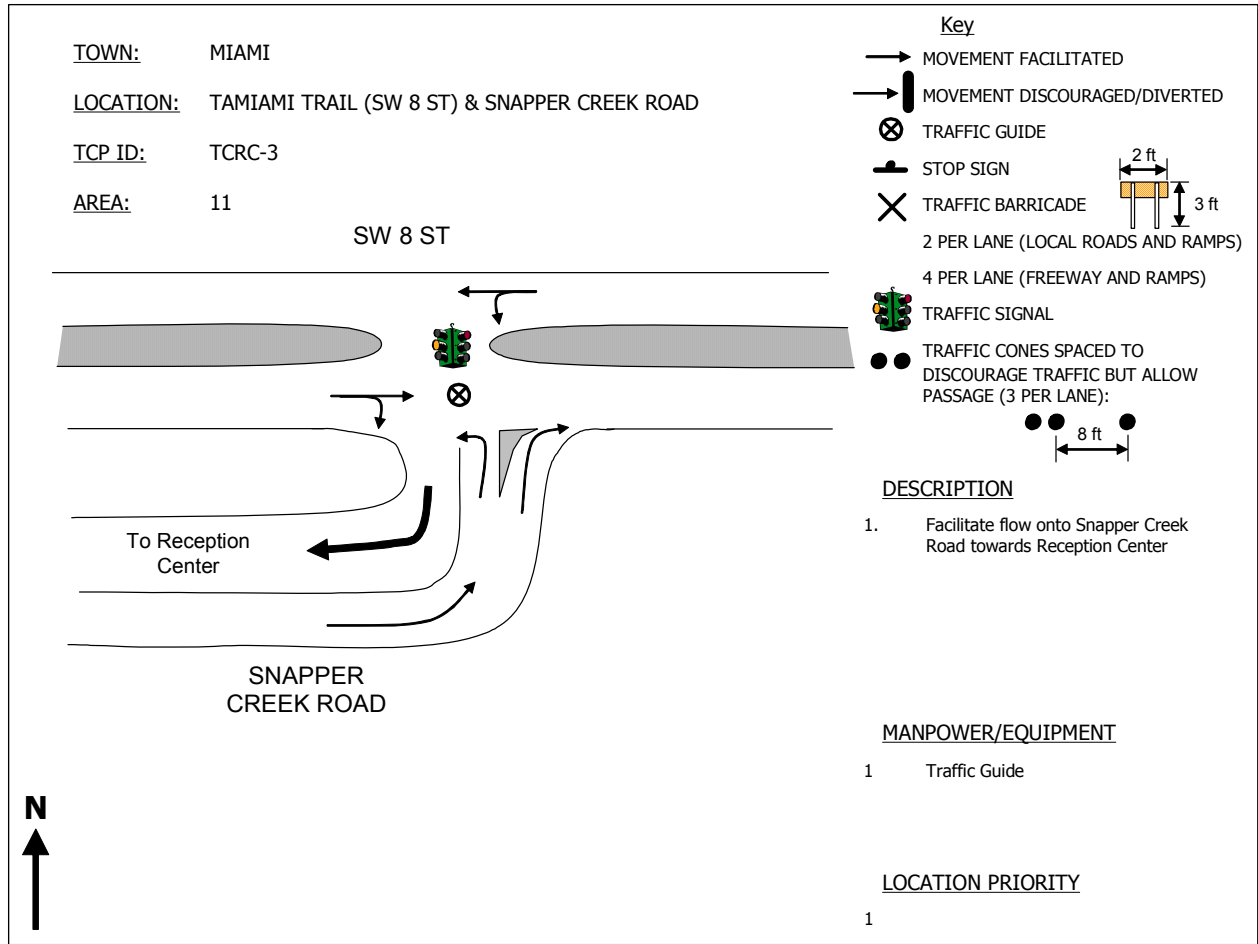 TOWN: MIAMI
LOCATION: TAMIAMI TRAIL (SW 8 ST) & SNAPPER CREEK ROAD
TCP ID: TCRC-3
AREA: 11
SW 8 ST
To Reception
Center
SNAPPER
CREEK ROAD
N
Key
MOVEMENT FACILITATED
MOVEMENT DISCOURAGED/DIVERTED
TRAFFIC GUIDE
STOP SIGN
TRAFFIC BARRICADE
2 ft
3 ft
2 PER LANE (LOCAL ROADS AND RAMPS)
4 PER LANE (FREEWAY AND RAMPS)
TRAFFIC SIGNAL
TRAFFIC CONES SPACED TO
DISCOURAGE TRAFFIC BUT ALLOW
PASSAGE (3 PER LANE):
8 ft
DESCRIPTION
1. Facilitate flow onto Snapper Creek
Road towards Reception Center
MANPOWER/EQUIPMENT
1 Traffic Guide
LOCATION PRIORITY
1